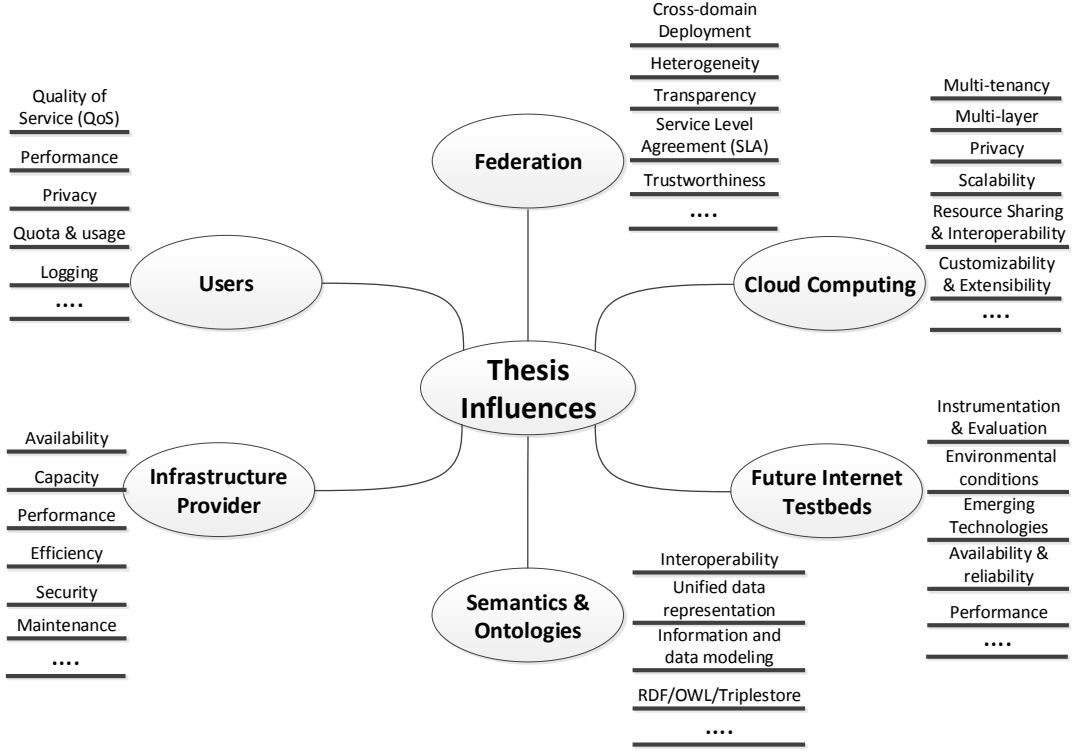 Cross-domain
Deployment
Heterogeneity
Transparency
Service Level
Agreement (SLA)
Trustworthiness
....
Federation
Quality of
Service (QoS)
Performance
Privacy
Quota & usage
Logging
....
Users
Multi-tenancy
Multi-layer
Privacy
Scalability
Resource Sharing
& Interoperability
Customizability
& Extensibility
....
Cloud Computing
Thesis
Influences
Availability
Capacity
Performance
Efficiency
Security
Maintenance
....
Infrastructure
Provider
Instrumentation
& Evaluation
Environmental
conditions
Emerging
Technologies
Availability &
reliability
Performance
....
Future Internet
Testbeds
Semantics &
Ontologies
Interoperability
Unified data
representation
Information and
data modeling
RDF/OWL/Triplestore
....